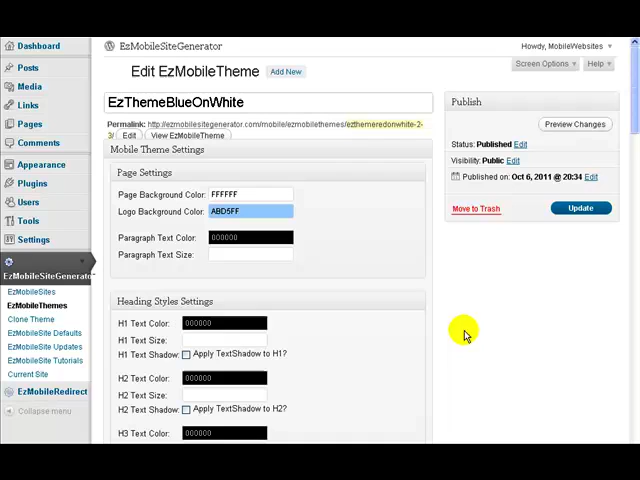 Dashboard
Posts
Media
Links
Pages
Comments
Appearance
Plugins
Users
Tools
Settings
EzMobileSiteGenerato
EzMobileSites
EzMobileThemes
Clone Theme
EzMobileSite Defaults
EzMobileSite Updates
EzMobileSite Tutorials
Current Site
EzMobileRedirect
Collapse menu
EzMobileSiteGenerator
Howdy, MobileWebsites
Screen Options
Help
Edit EzMobileTheme
Add New
EzThemeBlueOnWhite
Permalink: http://ezmobilesitegenerator.com/mobile/ezmobilethemes/ezthemeredonwhite-2-
3/ Edit View EzMobileTheme
Mobile Theme Settings
Page Settings
Page Background Color: FFFFFF
Logo Background Color: ABD5FF
Paragraph Text Color: 000000
Paragraph Text Size:
Heading Styles Settings
H1 Text Color: 000000
H1 Text Size:
H1 Text Shadow: Apply TextShadow to H1?
H2 Text Color: 000000
H2 Text Size:
H2 Text Shadow: Apply TextShadow to H2?
H3 Text Color: 000000
Publish
Preview Changes
Status: Published Edit
Visibility: Public Edit
Published on: Oct 6, 2011 @ 20:34 Edit
Move to Trash
Update